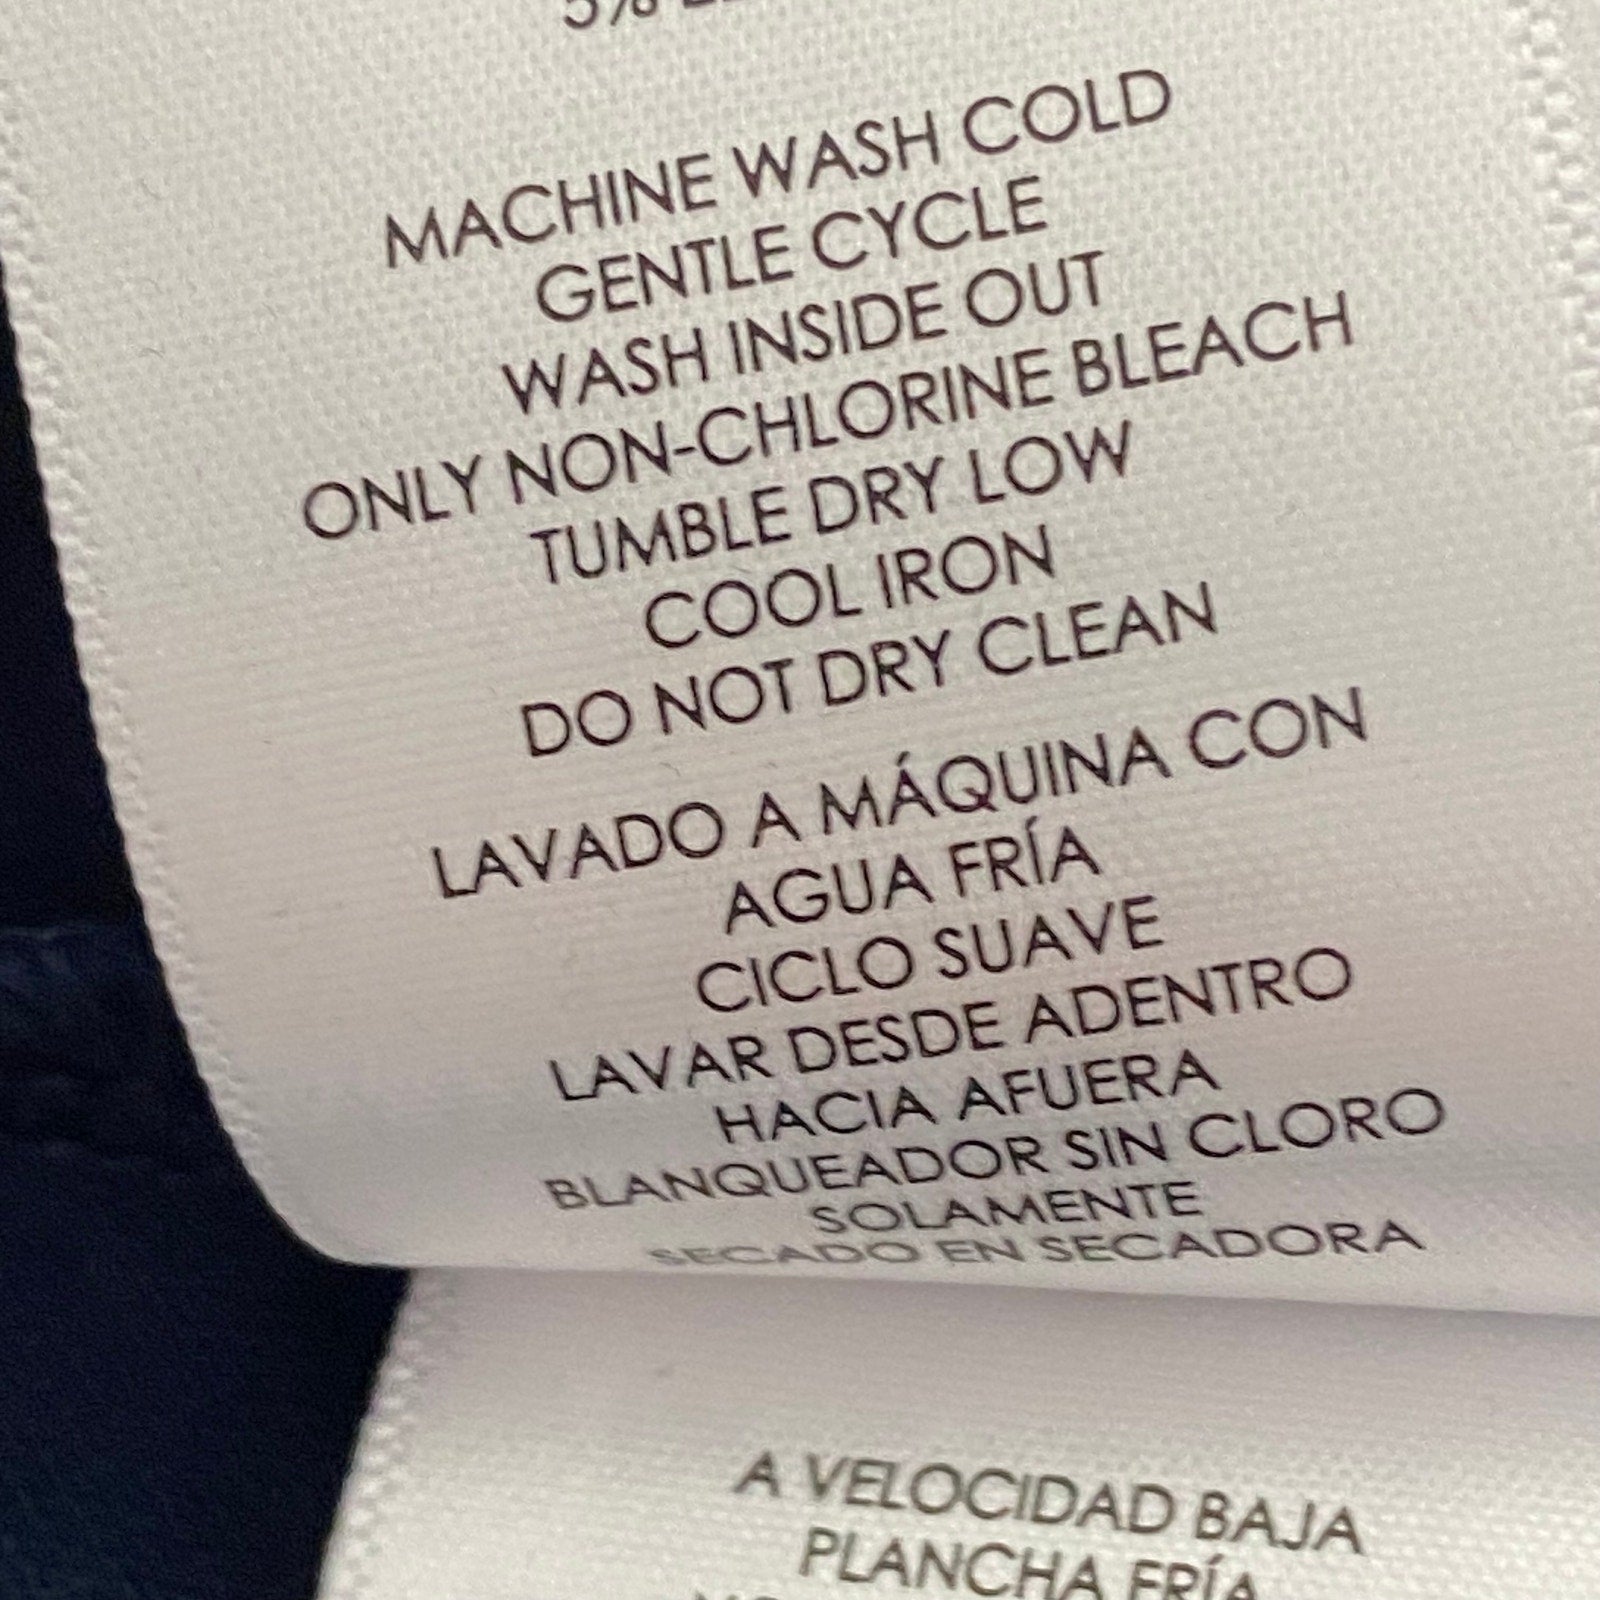 5%
MACHINE WASH COLD
GENTLE CYCLE
WASH INSIDE OUT
ONLY NON-CHLORINE BLEACH
TUMBLE DRY LOW
COOL IRON
DO NOT DRY CLEAN
LAVADO A MÁQUINA CON
AGUA FRÍA
CICLO SUAVE
LAVAR DESDE ADENTRO
HACIA AFUERA
BLANQUEADOR SIN CLORO
SOLAMENTE
SECADO EN SECADORA
A VELOCIDAD BAJA
PLANCHA FRÍA